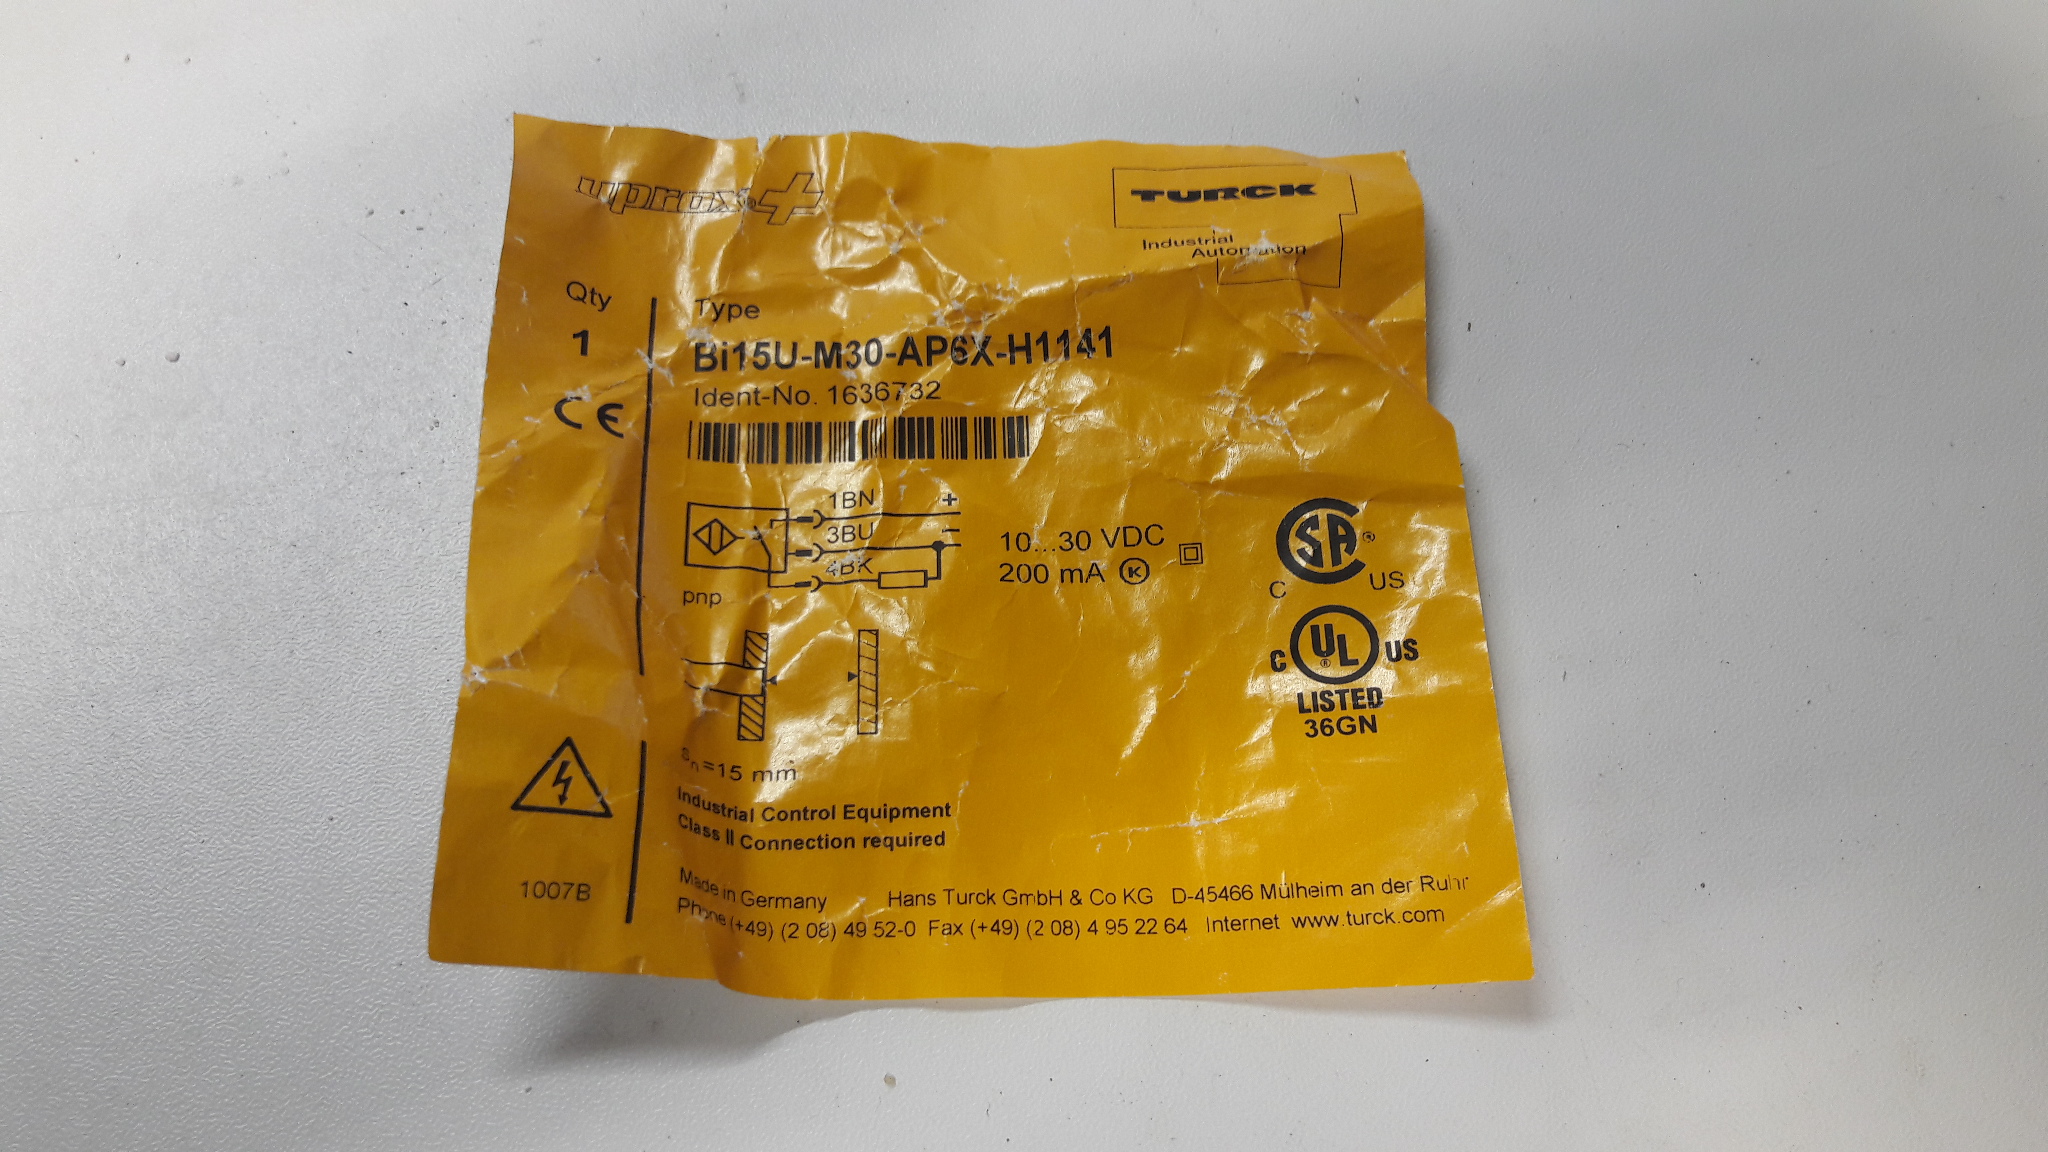 uprox®+
TURCK
Industrial
Automation
Qty
1
CE
Type
Bi15U-M30-AP6X-H1141
Ident-No. 1636732
1BN +
3BU –
4BK
pnp
10...30 VDC
200 mA K
SA®
C US
UL®
C US
LISTED
36GN
sn=15 mm
Industrial Control Equipment
Class II Connection required
1007B
Made in Germany Hans Turck GmbH & Co KG D-45466 Mülheim an der Ruhr
Phone (+49) (2 08) 49 52-0 Fax (+49) (2 08) 4 95 22 64 Internet www.turck.com